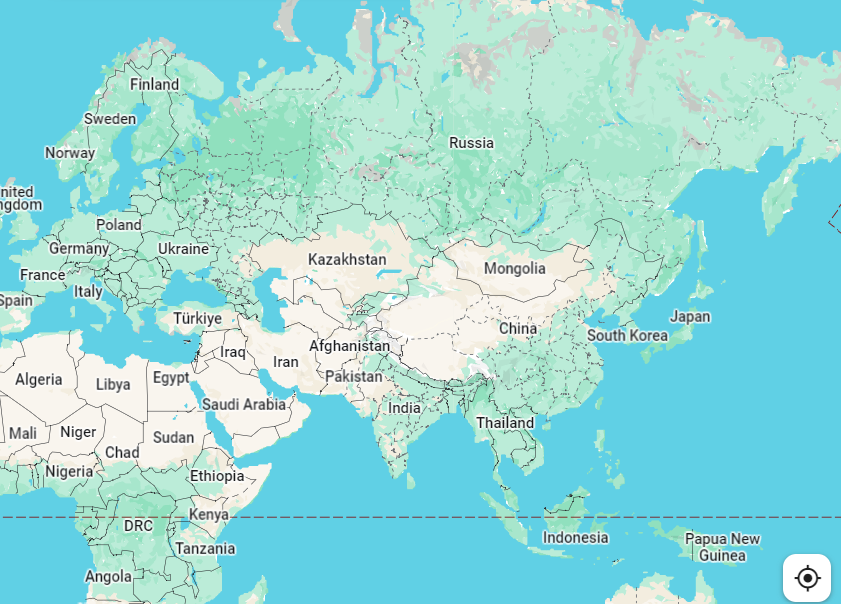 Finland
Sweden
Russia
Norway
nited
ngdom
Poland
Germany
Ukraine
Kazakhstan
Mongolia
France
Italy
Spain
Türkiye
Japan
China
South Korea
Iraq
Afghanistan
Iran
Algeria
Libya
Egypt
Pakistan
Saudi Arabia
India
Thailand
Mali
Niger
Sudan
Chad
Nigeria
Ethiopia
Kenya
DRC
Indonesia
Papua New
Guinea
Tanzania
Angola